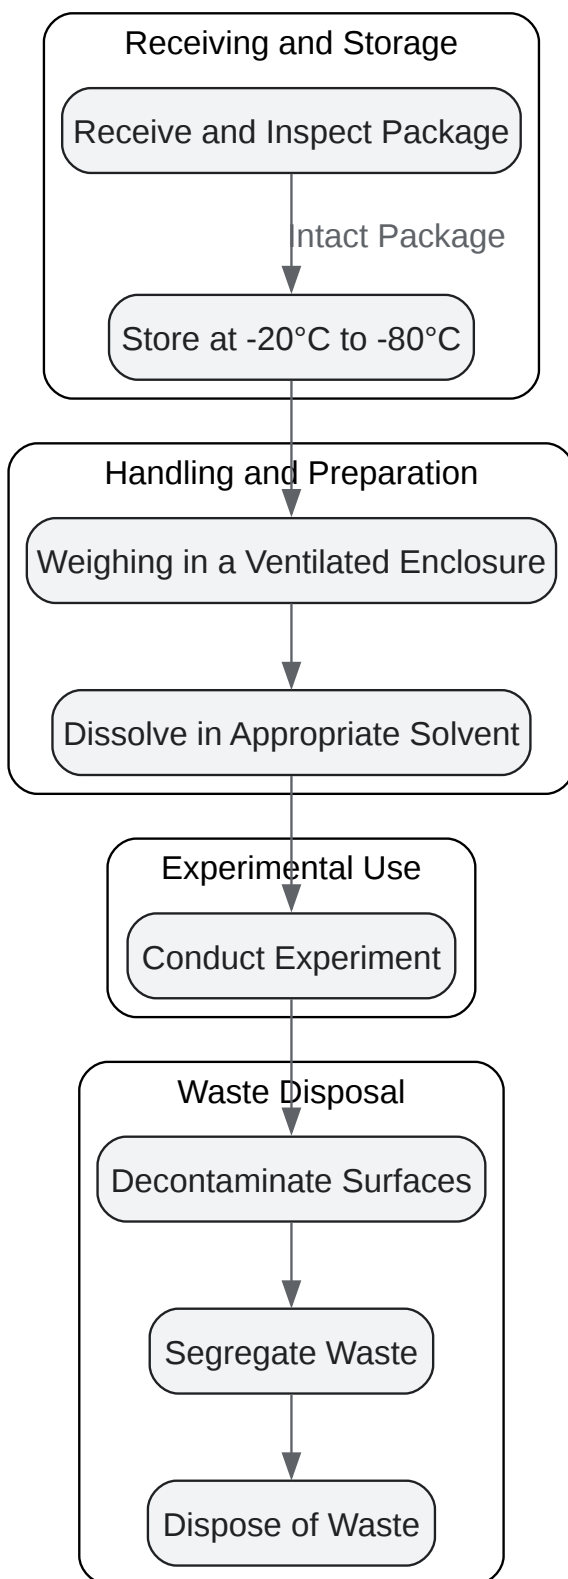 Receiving and Storage
Receive and Inspect Package
Intact Package
Store at -20°C to -80°C
Handling and Preparation
Weighing in a Ventilated Enclosure
Dissolve in Appropriate Solvent
Experimental Use
Conduct Experiment
Waste Disposal
Decontaminate Surfaces
Segregate Waste
Dispose of Waste